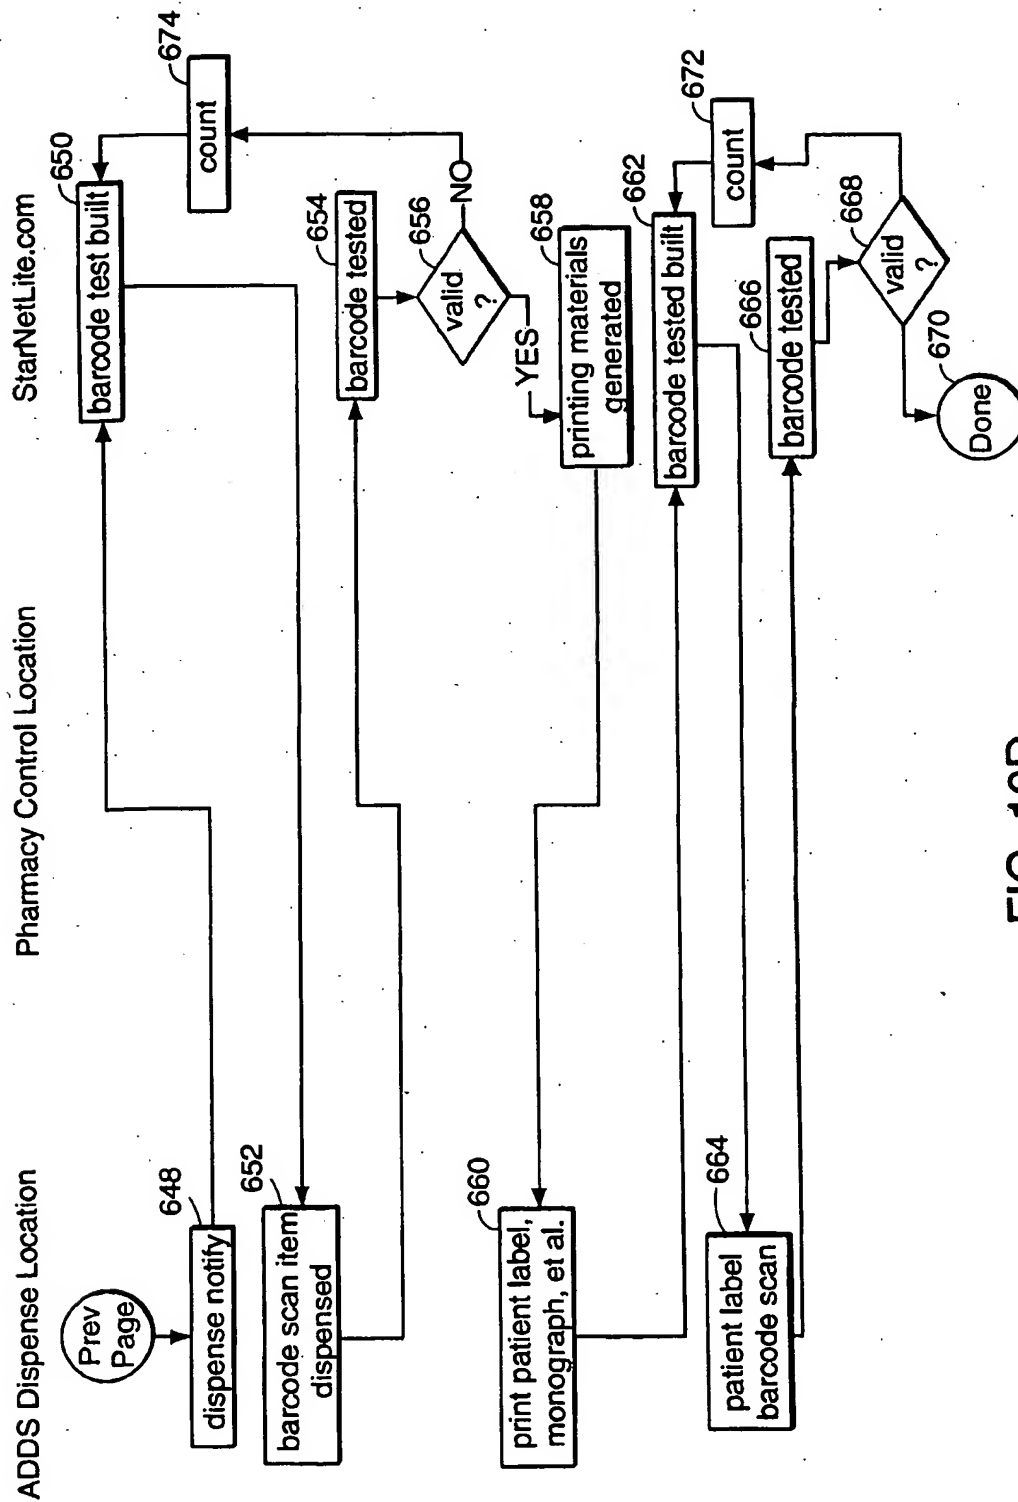 ADDS Dispense Location
Pharmacy Control Location
StarNetLite.com
Prev
Page
648
dispense notify
650
barcode test built
674
count
652
barcode scan item
dispensed
654
barcode tested
656
valid
?
NO
YES
658
printing materials
generated
660
print patient label,
monograph, et al.
662
barcode tested built
672
count
664
patient label
barcode scan
666
barcode tested
668
valid
?
670
Done
FIG.